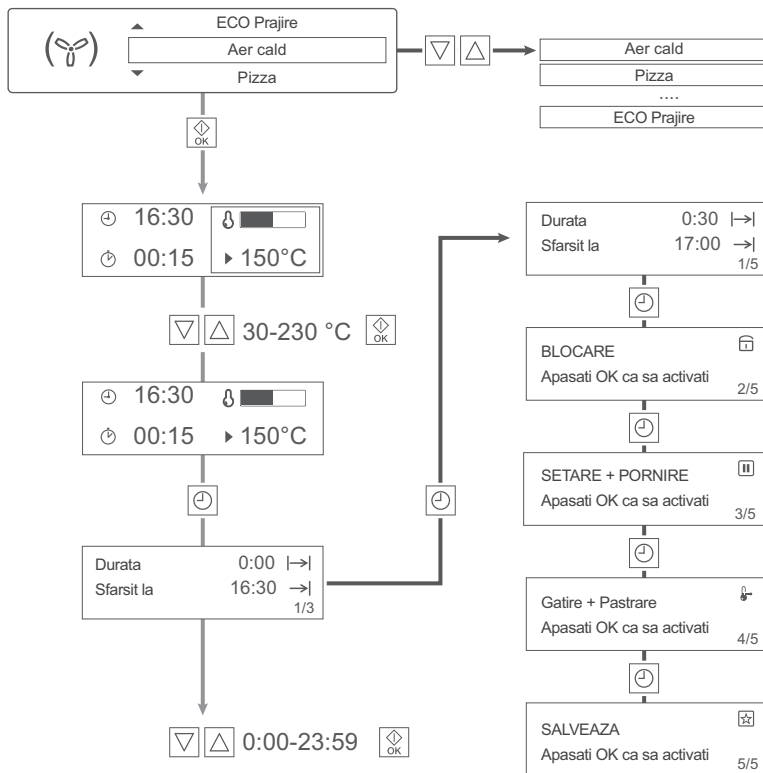 ECO Prajire
Aer cald
Pizza
Aer cald
Pizza
....
ECO Prajire
OK
16:30
00:15 150°C
30-230 °C OK
16:30
00:15 150°C
Durata 0:00
Sfarsit la 16:30
1/3
0:00-23:59 OK
Durata 0:30
Sfarsit la 17:00
1/5
BLOCARE
Apasati OK ca sa activati
2/5
SETARE + PORNIRE
Apasati OK ca sa activati
3/5
Gatire + Pastrare
Apasati OK ca sa activati
4/5
SALVEAZA
Apasati OK ca sa activati
5/5